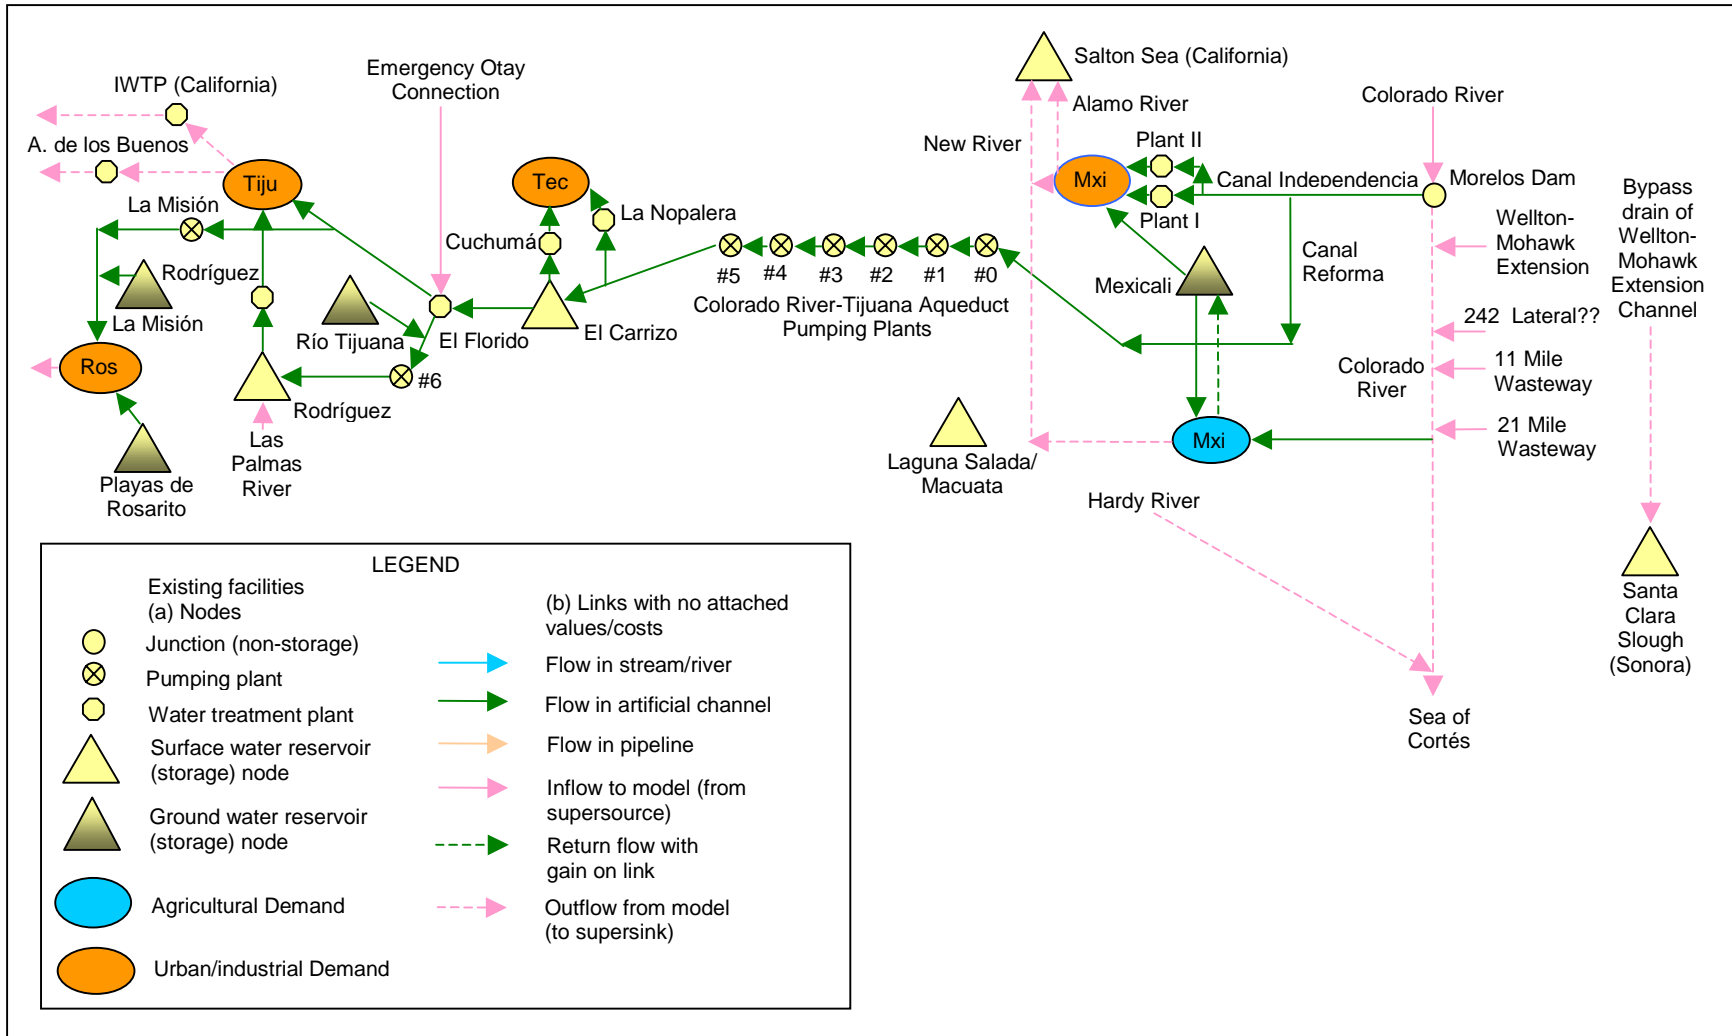 IWTP (California)
A. de los Buenos
Tiju
La Misión
Rodríguez
La Misión
Ros
Playas de
Rosarito
Las
Palmas
River
Rodríguez
Río Tijuana
#6
Emergency Otay
Connection
El Florido
Tec
Cuchumá
La Nopalera
El Carrizo
#5
#4
#3
#2
#1
#0
Colorado River-Tijuana Aqueduct
Pumping Plants
Salton Sea (California)
Alamo River
New River
Mxi
Plant II
Plant I
Canal Independencia
Colorado River
Morelos Dam
Canal
Reforma
Mexicali
Mxi
Laguna Salada/
Macuata
Hardy River
Wellton-
Mohawk
Extension
242 Lateral??
Colorado
River
11 Mile
Wasteway
21 Mile
Wasteway
Sea of
Cortés
Bypass
drain of
Wellton-
Mohawk
Extension
Channel
Santa
Clara
Slough
(Sonora)
LEGEND
Existing facilities
(a) Nodes
Junction (non-storage)
Pumping plant
Water treatment plant
Surface water reservoir
(storage) node
Ground water reservoir
(storage) node
Agricultural Demand
Urban/industrial Demand
(b) Links with no attached
values/costs
Flow in stream/river
Flow in artificial channel
Flow in pipeline
Inflow to model (from
supersource)
Return flow with
gain on link
Outflow from model
(to supersink)